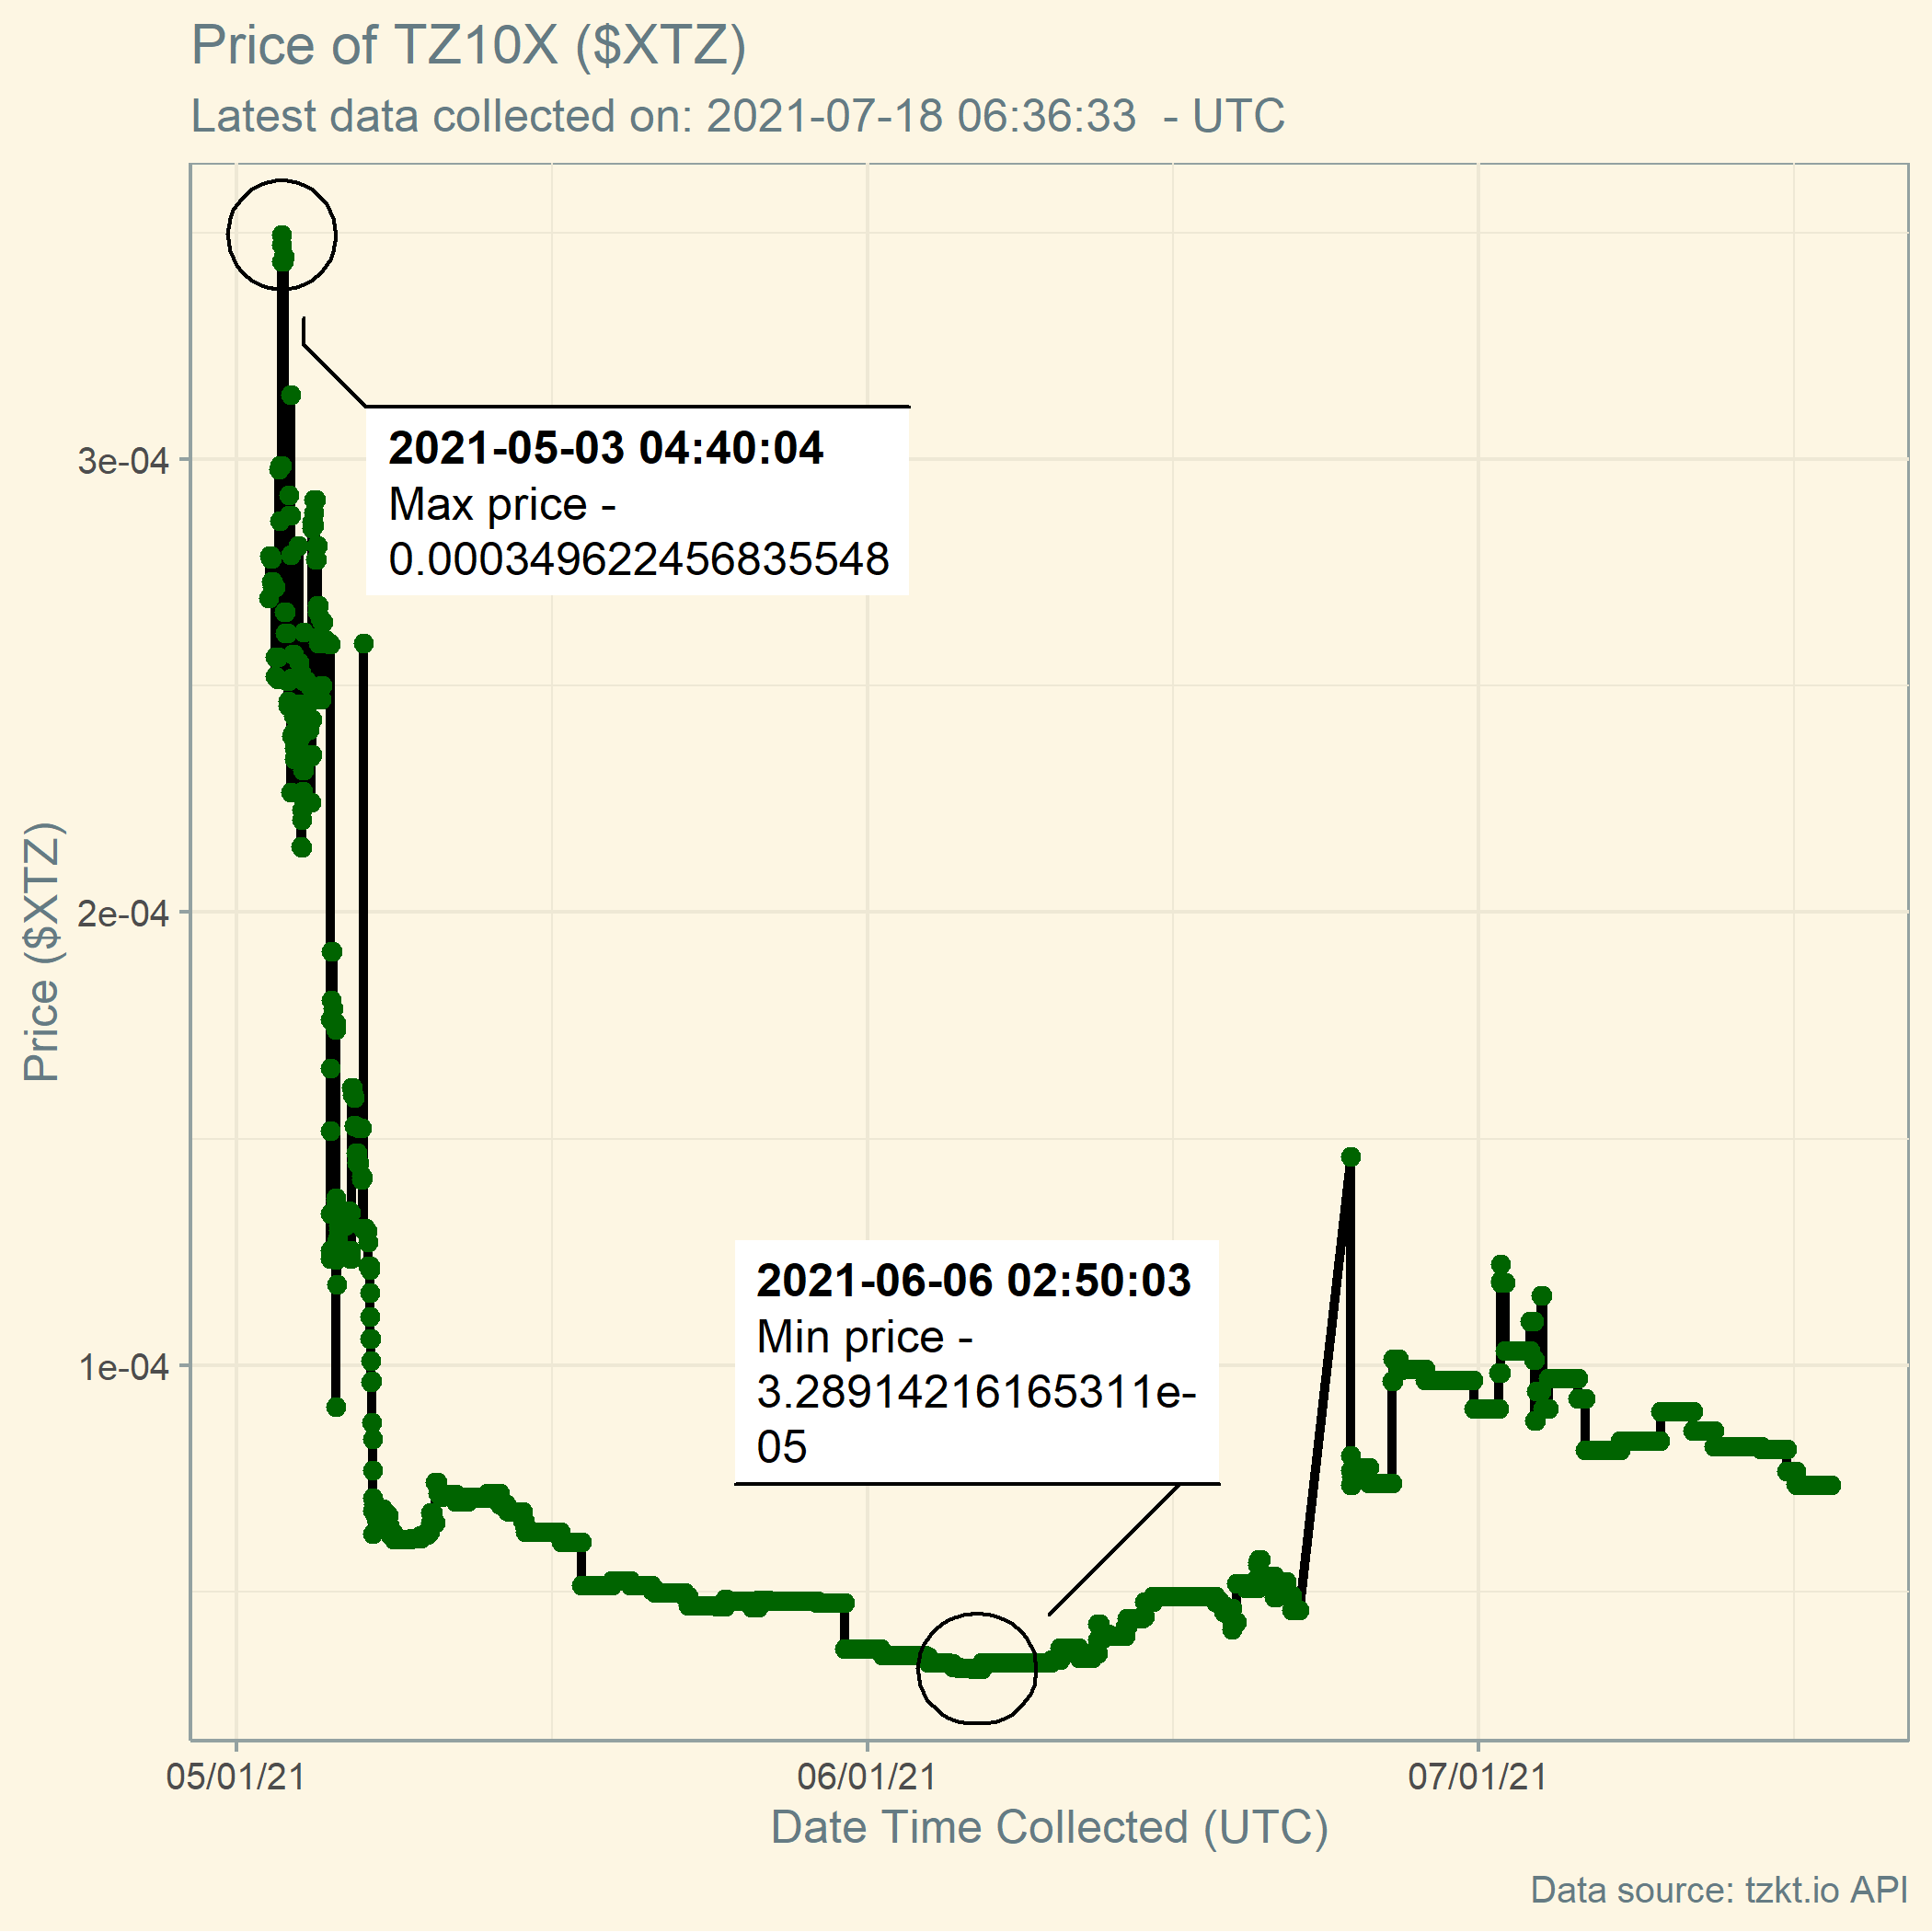 Price of TZ10X ($XTZ)
Latest data collected on: 2021-07-18 06:36:33  - UTC
2021-05-03 04:40:04
Max price -
0.000349622456835548
3e-04
2e-04
1e-04
Price ($XTZ)
2021-06-06 02:50:03
Min price -
3.28914216165311e-
05
05/01/21
06/01/21
07/01/21
Date Time Collected (UTC)
Data source: tzkt.io API